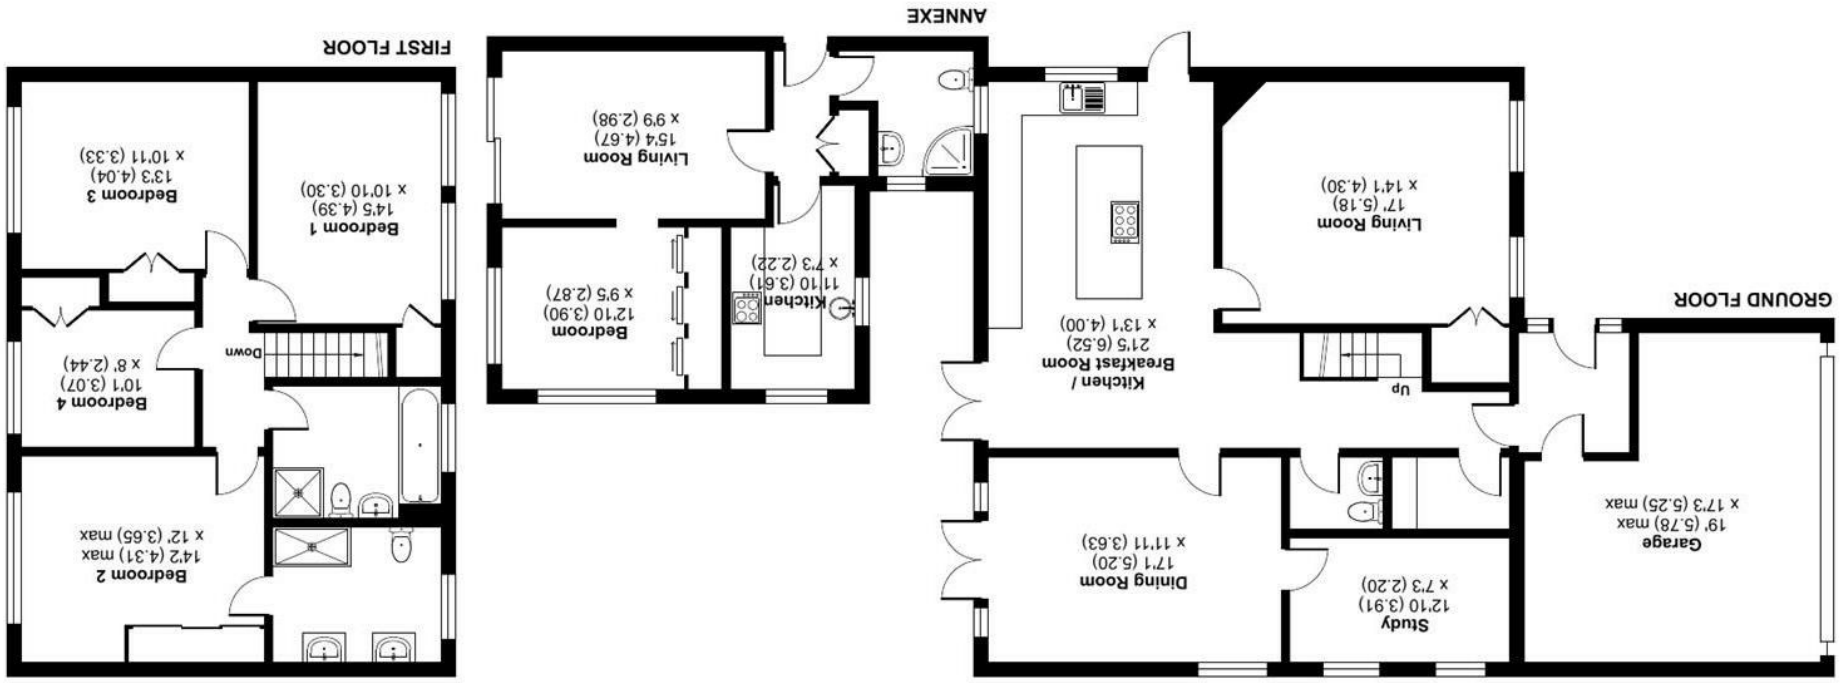 GROUND FLOOR
Garage
19' (5.78) max
x 17'3 (5.25) max
Study
12'10 (3.91)
x 7'3 (2.20)
Dining Room
17'1 (5.20)
x 11'11 (3.63)
Up
Kitchen /
Breakfast Room
21'5 (6.52)
x 13'1 (4.00)
Living Room
17' (5.18)
x 14'1 (4.30)
ANNEXE
Kitchen
11'10 (3.61)
x 7'3 (2.22)
Bedroom
12'10 (3.90)
x 9'5 (2.87)
Living Room
15'4 (4.67)
x 9'9 (2.98)
FIRST FLOOR
Bedroom 2
14'2 (4.31) max
x 12' (3.65) max
Bedroom 4
10'1 (3.07)
x 8' (2.44)
Down
Bedroom 1
14'5 (4.39)
x 10'10 (3.30)
Bedroom 3
13'3 (4.04)
x 10'11 (3.33)